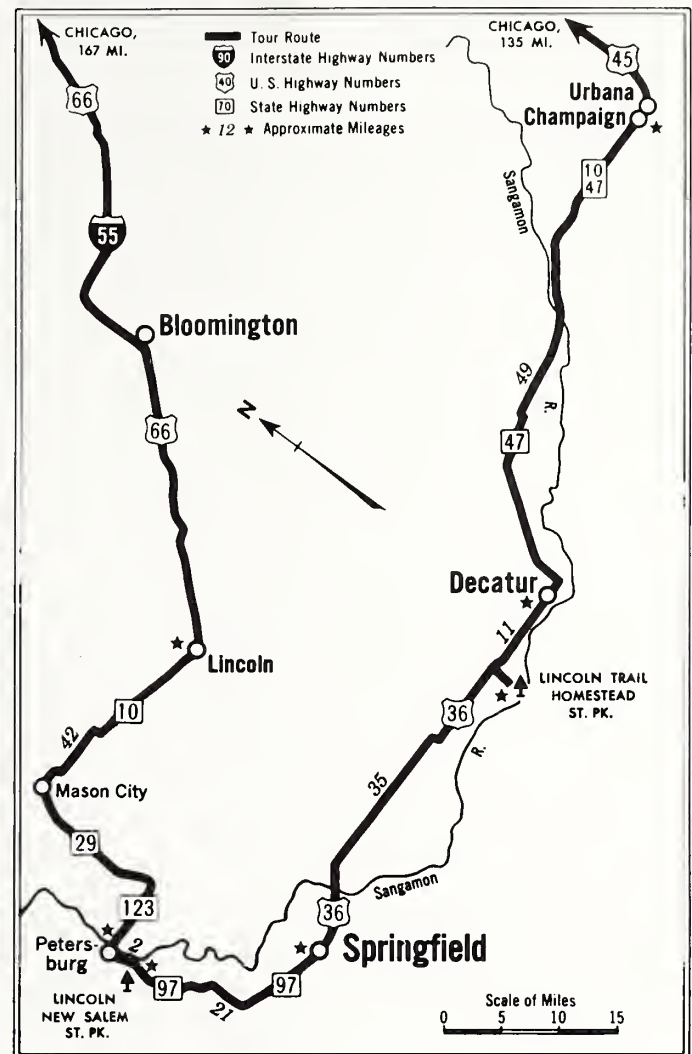 CHICAGO,
167 MI.
Tour Route
90 Interstate Highway Numbers
40 U. S. Highway Numbers
70 State Highway Numbers
★ 12 ★ Approximate Mileages
CHICAGO,
135 MI.
45
Urbana
Champaign
10
47
Sangamon
R.
66
55
Bloomington
66
N
49
47
Decatur
11
LINCOLN TRAIL
HOMESTEAD
ST. PK.
Lincoln
10
42
Mason City
29
123
36
35
R.
Sangamon
36
Springfield
Peters-
burg
2
LINCOLN
NEW SALEM
ST. PK.
97
21
97
Scale of Miles
0 5 10 15